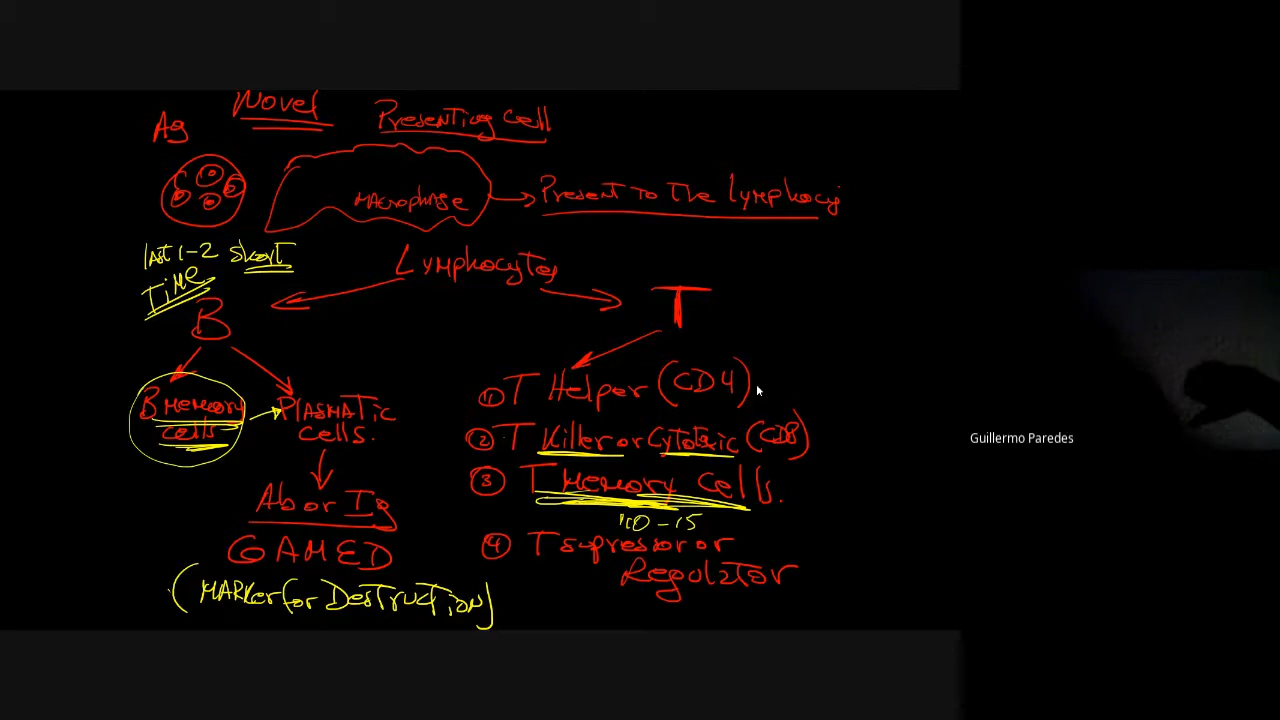 Novel
Ag
Presenting Cell
Macrophage
Present to the Lymphocy
last 1-2 short
Time
Lymphocytes
B
T
B memory
cells
Plasmatic
cells.
① T Helper (CD4)
② T Killer or Cytotoxic (CD8)
③ T Memory Cells.
10-15
④ T supressor or
Regulator
Ab or Ig
GAMED
(Marker for Destruction)
Guillermo Paredes